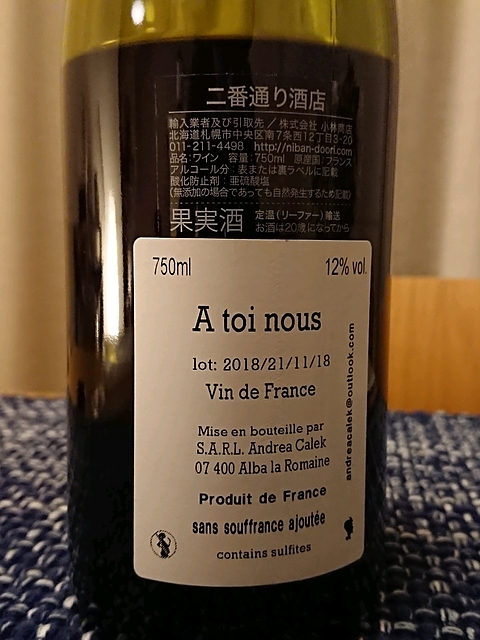 二番通り酒店
輸入業者及び引取先／株式会社 小林商店
北海道札幌市中央区南7条西12丁目3-20
011-211-4498 http://niban-doori.com
品名:ワイン 容量:750ml 原産国:フランス
アルコール分:表または裏ラベルに記載
酸化防止剤:亜硫酸塩
(無添加の場合であっても自然発生するため記載)
果実酒
定温(リーファー)輸送
お酒は20歳になってから
750ml
12% vol.
A toi nous
lot: 2018/21/11/18
Vin de France
Mise en bouteille par
S.A.R.L. Andrea Calek
07 400 Alba la Romaine
Produit de France
sans souffrance ajoutée
contains sulfites
andreacalek@outlook.com